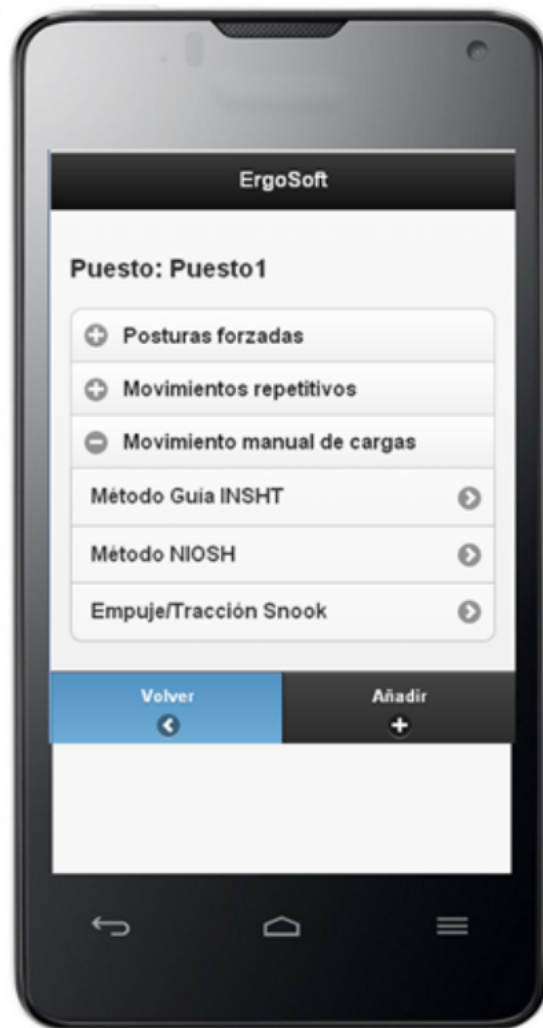 ErgoSoft
Puesto: Puesto1
Posturas forzadas
Movimientos repetitivos
Movimiento manual de cargas
Método Guía INSHT
Método NIOSH
Empuje/Tracción Snook
Volver
Añadir